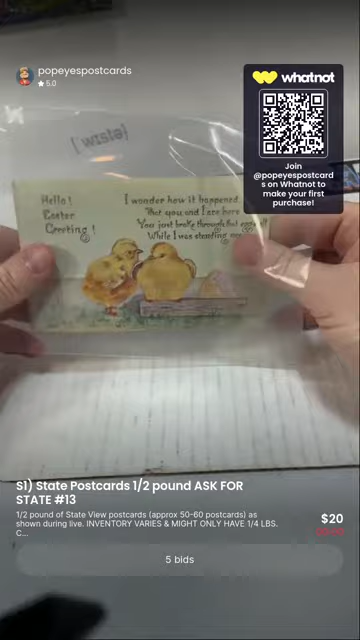 popeyespostcards
★ 5.0
whatnot
Join
@popeyespostcard
s on Whatnot to
make your first
purchase!
['wɪstə]
Hello!
Easter
Greeting!
I wonder how it happened
That you and I are here
You just broke through that
While I was standing
S1) State Postcards 1/2 pound ASK FOR
STATE #13
1/2 pound of State View postcards (approx 50-60 postcards) as
shown during live. INVENTORY VARIES & MIGHT ONLY HAVE 1/4 LBS.
C...
$20
5 bids